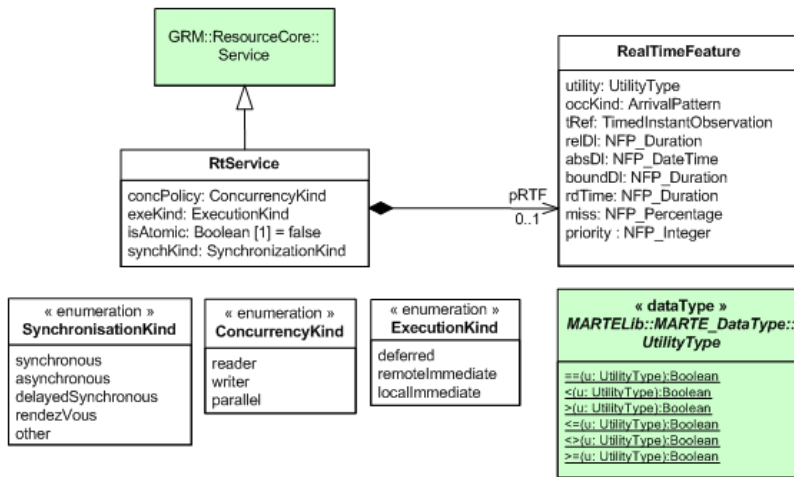 GRM::ResourceCore::
Service
RealTimeFeature
utility: UtilityType
occKind: ArrivalPattern
tRef: TimedInstantObservation
relDl: NFP_Duration
absDl: NFP_DateTime
boundDl: NFP_Duration
rdTime: NFP_Duration
miss: NFP_Percentage
priority : NFP_Integer
RtService
concPolicy: ConcurrencyKind
exeKind: ExecutionKind
isAtomic: Boolean [1] = false
synchKind: SynchronizationKind
pRTF
0..1
« enumeration »
SynchronisationKind
synchronous
asynchronous
delayedSynchronous
rendezVous
other
« enumeration »
ConcurrencyKind
reader
writer
parallel
« enumeration »
ExecutionKind
deferred
remoteImmediate
localImmediate
« dataType »
MARTELib::MARTE_DataType::
UtilityType
==(u: UtilityType):Boolean
<(u: UtilityType):Boolean
>(u: UtilityType):Boolean
<=(u: UtilityType):Boolean
<>(u: UtilityType):Boolean
>=(u: UtilityType):Boolean